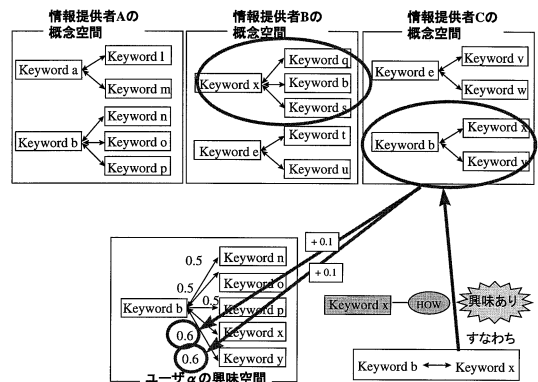 情報提供者Aの
概念空間
Keyword a
Keyword l
Keyword m
Keyword b
Keyword n
Keyword o
Keyword p
情報提供者Bの
概念空間
Keyword x
Keyword q
Keyword b
Keyword s
Keyword e
Keyword t
Keyword u
情報提供者Cの
概念空間
Keyword e
Keyword v
Keyword w
Keyword b
Keyword x
Keyword y
+0.1
+0.1
Keyword b
0.5
0.5
0.5
0.6
0.6
Keyword n
Keyword o
Keyword p
Keyword x
Keyword y
ユーザαの興味空間
Keyword x
HOW
興味あり
すなわち
Keyword b
Keyword x